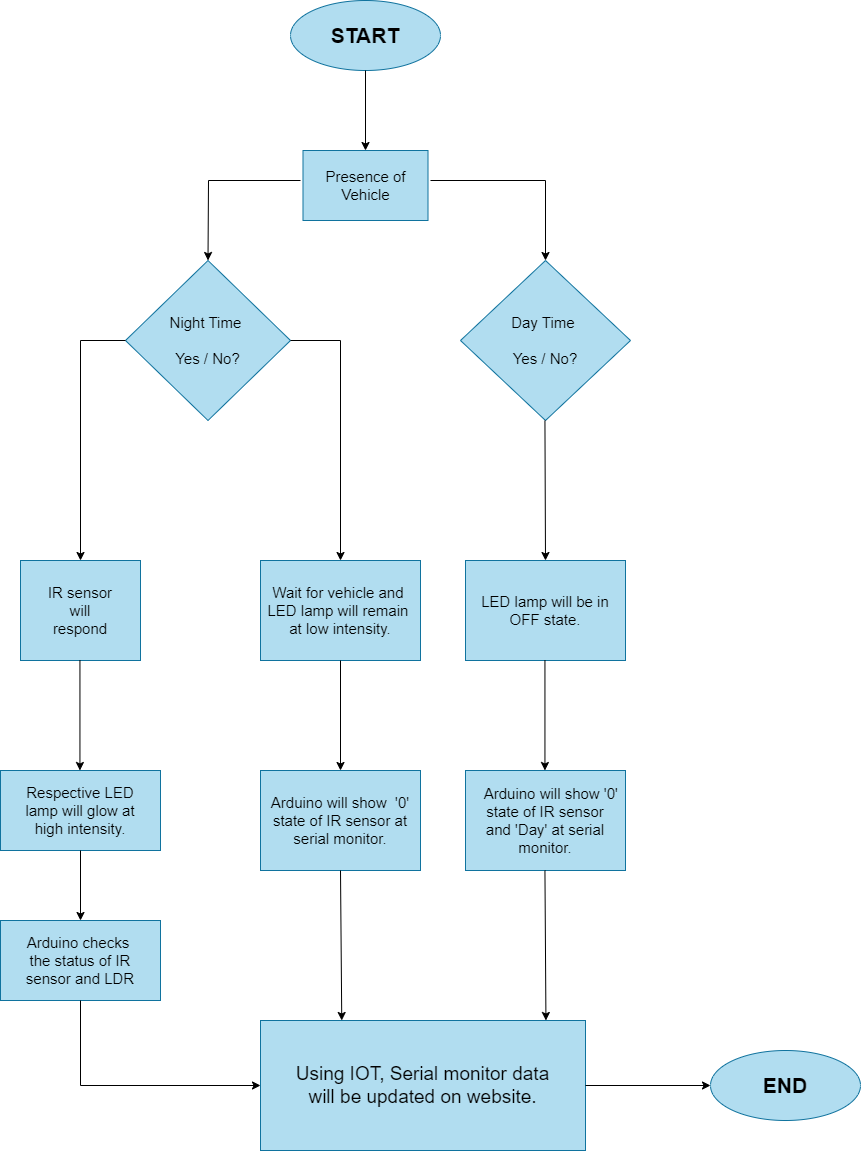 START
Presence of
Vehicle
Night Time
Yes / No?
Day Time
Yes / No?
IR sensor
will
respond
Wait for vehicle and
LED lamp will remain
at low intensity.
LED lamp will be in
OFF state.
Respective LED
lamp will glow at
high intensity.
Arduino will show '0'
state of IR sensor at
serial monitor.
Arduino will show '0'
state of IR sensor
and 'Day' at serial
monitor.
Arduino checks
the status of IR
sensor and LDR
Using IOT, Serial monitor data
will be updated on website.
END